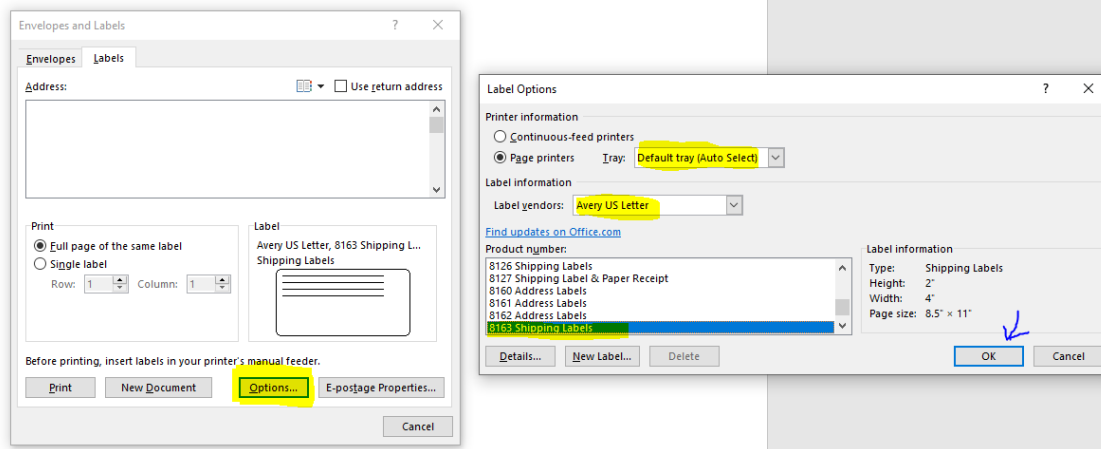 Envelopes and Labels
Envelopes Labels
Address:
Use return address
Print
Full page of the same label
Single label
Row: 1 Column: 1
Label
Avery US Letter, 8163 Shipping L...
Shipping Labels
Before printing, insert labels in your printer's manual feeder.
Print New Document Options... E-postage Properties...
Cancel
Label Options
Printer information
Continuous-feed printers
Page printers Tray: Default tray (Auto Select)
Label information
Label vendors: Avery US Letter
Find updates on Office.com
Product number:
8126 Shipping Labels
8127 Shipping Label & Paper Receipt
8160 Address Labels
8161 Address Labels
8162 Address Labels
8163 Shipping Labels
Label information
Type: Shipping Labels
Height: 2"
Width: 4"
Page size: 8.5" × 11"
Details... New Label... Delete
OK Cancel